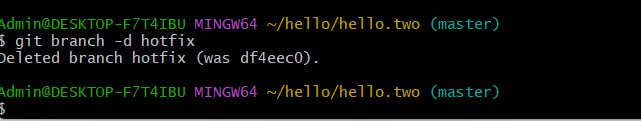 Admin@DESKTOP-F7T4IBU MINGW64 ~/hello/hello.two (master)
$ git branch -d hotfix
Deleted branch hotfix (was df4eec0).
Admin@DESKTOP-F7T4IBU MINGW64 ~/hello/hello.two (master)
$